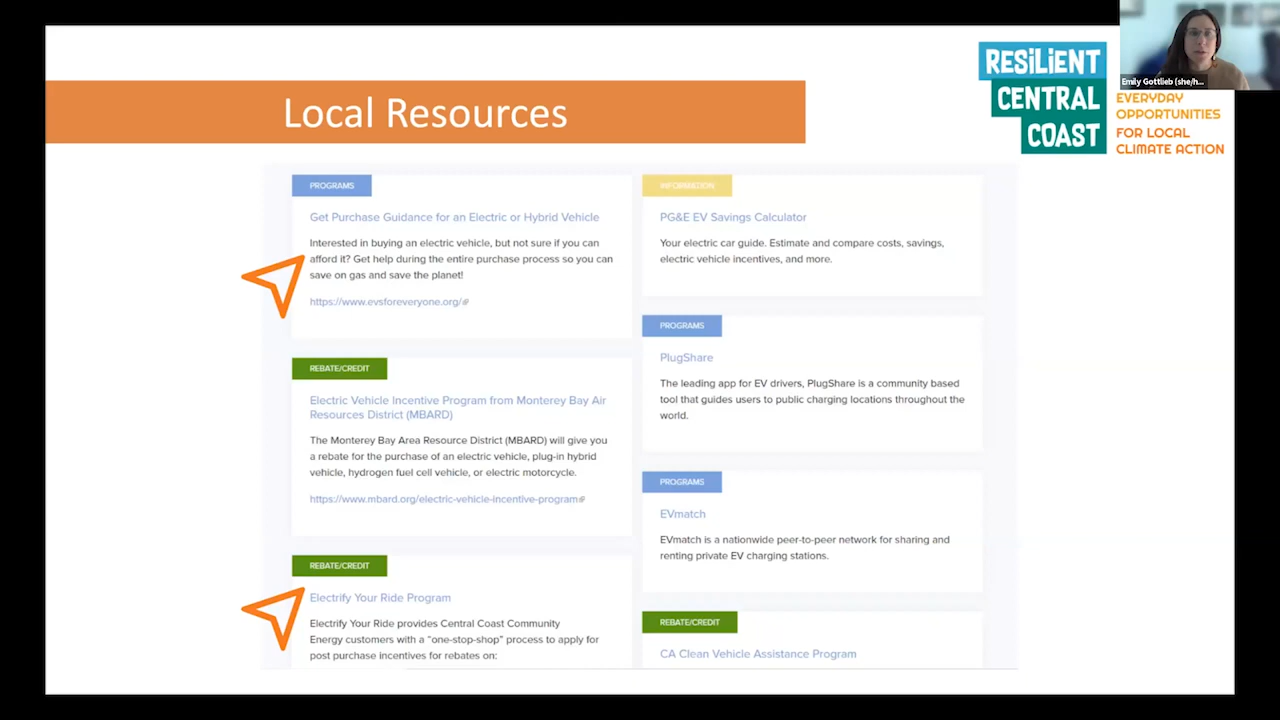 Local Resources
RESILIENT
CENTRAL
COAST
EVERYDAY
OPPORTUNITIES
FOR LOCAL
CLIMATE ACTION
Emily Gottlieb (she/h...
PROGRAMS
Get Purchase Guidance for an Electric or Hybrid Vehicle
Interested in buying an electric vehicle, but not sure if you can
afford it? Get help during the entire purchase process so you can
save on gas and save the planet!
https://www.evsforeveryone.org/
REBATE/CREDIT
Electric Vehicle Incentive Program from Monterey Bay Air
Resources District (MBARD)
The Monterey Bay Area Resource District (MBARD) will give you
a rebate for the purchase of an electric vehicle, plug-in hybrid
vehicle, hydrogen fuel cell vehicle, or electric motorcycle.
https://www.mbard.org/electric-vehicle-incentive-program
REBATE/CREDIT
Electrify Your Ride Program
Electrify Your Ride provides Central Coast Community
Energy customers with a “one-stop-shop” process to apply for
post purchase incentives for rebates on:
INFORMATION
PG&E EV Savings Calculator
Your electric car guide. Estimate and compare costs, savings,
electric vehicle incentives, and more.
PROGRAMS
PlugShare
The leading app for EV drivers, PlugShare is a community based
tool that guides users to public charging locations throughout the
world.
PROGRAMS
EVmatch
EVmatch is a nationwide peer-to-peer network for sharing and
renting private EV charging stations.
REBATE/CREDIT
CA Clean Vehicle Assistance Program